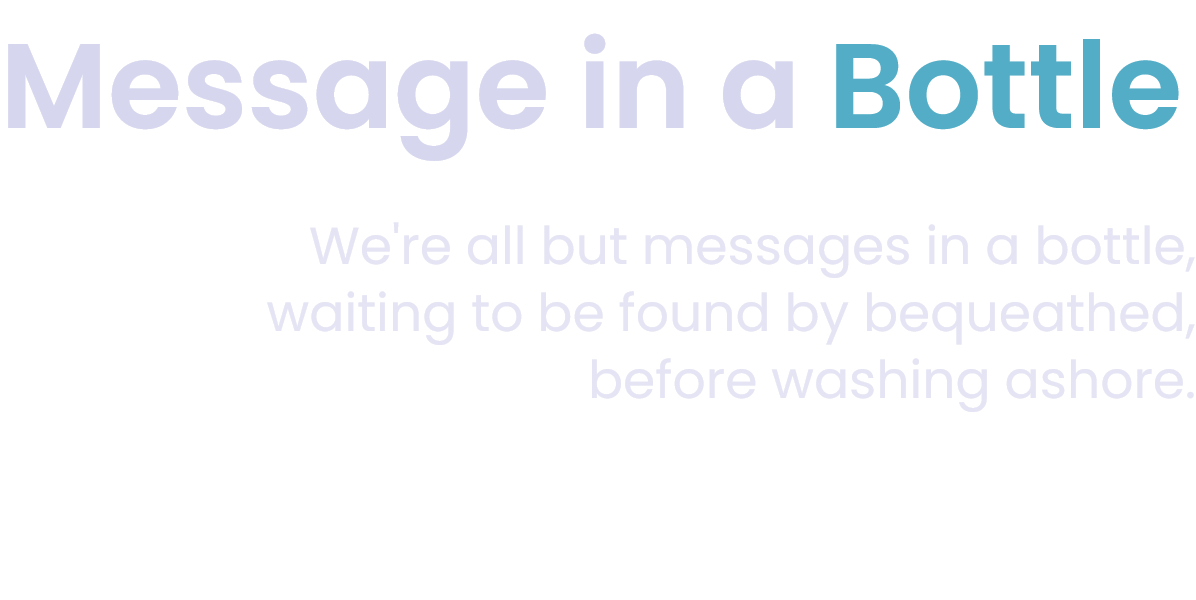 Message in a Bottle
We're all but messages in a bottle,
waiting to be found by bequeathed,
before washing ashore.